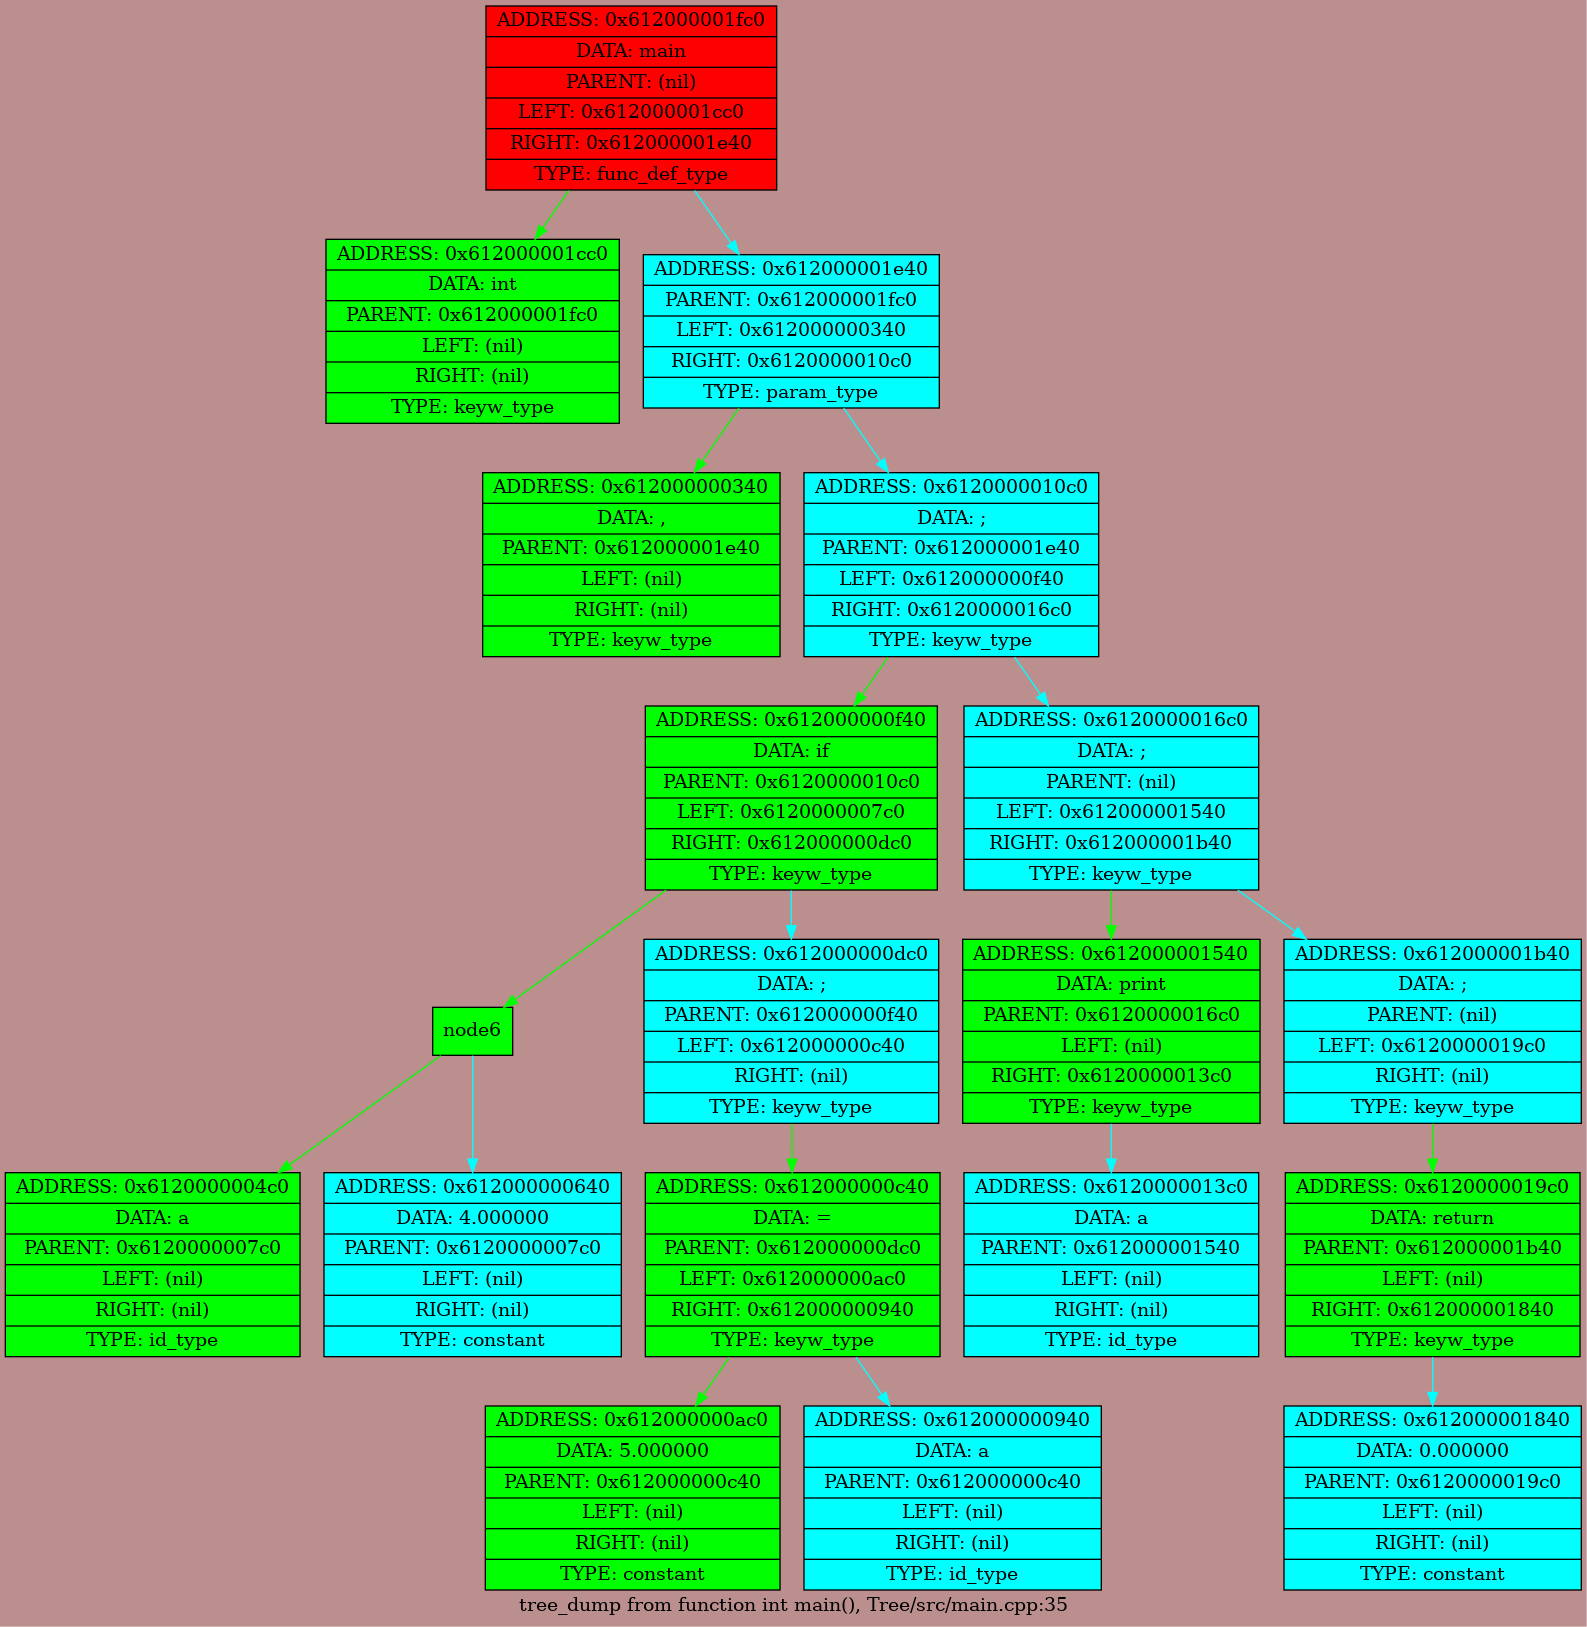 ADDRESS: 0x612000001fc0
DATA: main
PARENT: (nil)
LEFT: 0x612000001cc0
RIGHT: 0x612000001e40
TYPE: func_def_type
ADDRESS: 0x612000001cc0
DATA: int
PARENT: 0x612000001fc0
LEFT: (nil)
RIGHT: (nil)
TYPE: keyw_type
ADDRESS: 0x612000001e40
PARENT: 0x612000001fc0
LEFT: 0x612000000340
RIGHT: 0x6120000010c0
TYPE: param_type
ADDRESS: 0x612000000340
DATA: ,
PARENT: 0x612000001e40
LEFT: (nil)
RIGHT: (nil)
TYPE: keyw_type
ADDRESS: 0x6120000010c0
DATA: ;
PARENT: 0x612000001e40
LEFT: 0x612000000f40
RIGHT: 0x6120000016c0
TYPE: keyw_type
ADDRESS: 0x612000000f40
DATA: if
PARENT: 0x6120000010c0
LEFT: 0x6120000007c0
RIGHT: 0x612000000dc0
TYPE: keyw_type
ADDRESS: 0x6120000016c0
DATA: ;
PARENT: (nil)
LEFT: 0x612000001540
RIGHT: 0x612000001b40
TYPE: keyw_type
node6
ADDRESS: 0x612000000dc0
DATA: ;
PARENT: 0x612000000f40
LEFT: 0x612000000c40
RIGHT: (nil)
TYPE: keyw_type
ADDRESS: 0x612000001540
DATA: print
PARENT: 0x6120000016c0
LEFT: (nil)
RIGHT: 0x6120000013c0
TYPE: keyw_type
ADDRESS: 0x612000001b40
DATA: ;
PARENT: (nil)
LEFT: 0x6120000019c0
RIGHT: (nil)
TYPE: keyw_type
ADDRESS: 0x6120000004c0
DATA: a
PARENT: 0x6120000007c0
LEFT: (nil)
RIGHT: (nil)
TYPE: id_type
ADDRESS: 0x612000000640
DATA: 4.000000
PARENT: 0x6120000007c0
LEFT: (nil)
RIGHT: (nil)
TYPE: constant
ADDRESS: 0x612000000c40
DATA: =
PARENT: 0x612000000dc0
LEFT: 0x612000000ac0
RIGHT: 0x612000000940
TYPE: keyw_type
ADDRESS: 0x6120000013c0
DATA: a
PARENT: 0x612000001540
LEFT: (nil)
RIGHT: (nil)
TYPE: id_type
ADDRESS: 0x6120000019c0
DATA: return
PARENT: 0x612000001b40
LEFT: (nil)
RIGHT: 0x612000001840
TYPE: keyw_type
ADDRESS: 0x612000000ac0
DATA: 5.000000
PARENT: 0x612000000c40
LEFT: (nil)
RIGHT: (nil)
TYPE: constant
ADDRESS: 0x612000000940
DATA: a
PARENT: 0x612000000c40
LEFT: (nil)
RIGHT: (nil)
TYPE: id_type
ADDRESS: 0x612000001840
DATA: 0.000000
PARENT: 0x6120000019c0
LEFT: (nil)
RIGHT: (nil)
TYPE: constant
tree_dump from function int main(), Tree/src/main.cpp:35